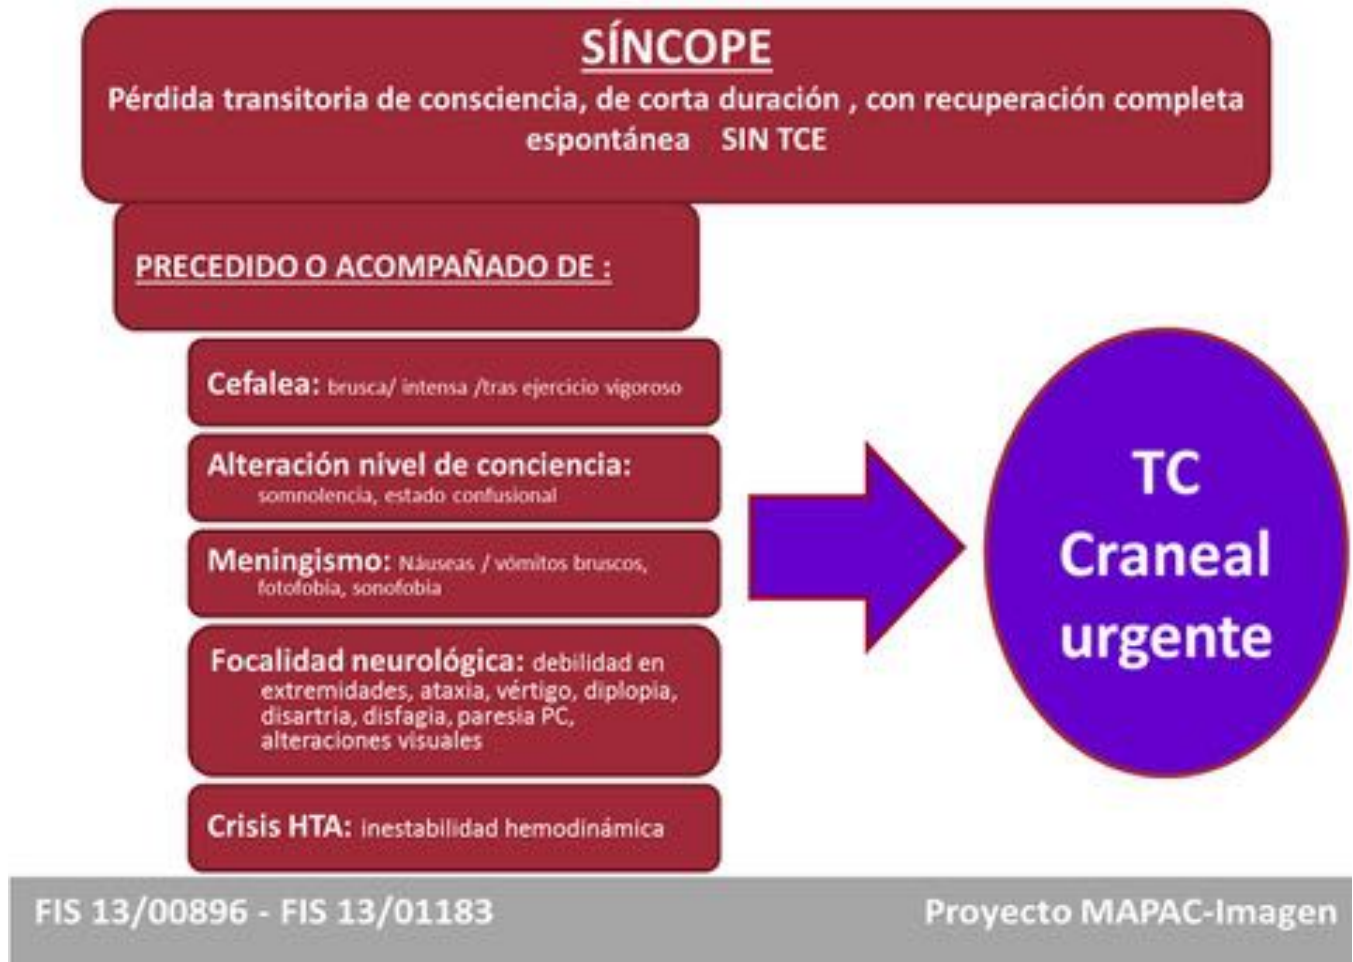 SÍNCOPE
Pérdida transitoria de consciencia, de corta duración , con recuperación completa
espontánea SIN TCE
PRECEDIDO O ACOMPAÑADO DE :
Cefalea: brusca/ intensa /tras ejercicio vigoroso
Alteración nivel de conciencia:
somnolencia, estado confusional
Meningismo: Náuseas / vómitos bruscos,
fotofobia, sonofobia
Focalidad neurológica: debilidad en
extremidades, ataxia, vértigo, diplopia,
disartria, disfagia, paresia PC,
alteraciones visuales
Crisis HTA: inestabilidad hemodinámica
TC
Craneal
urgente
FIS 13/00896 - FIS 13/01183
Proyecto MAPAC-Imagen